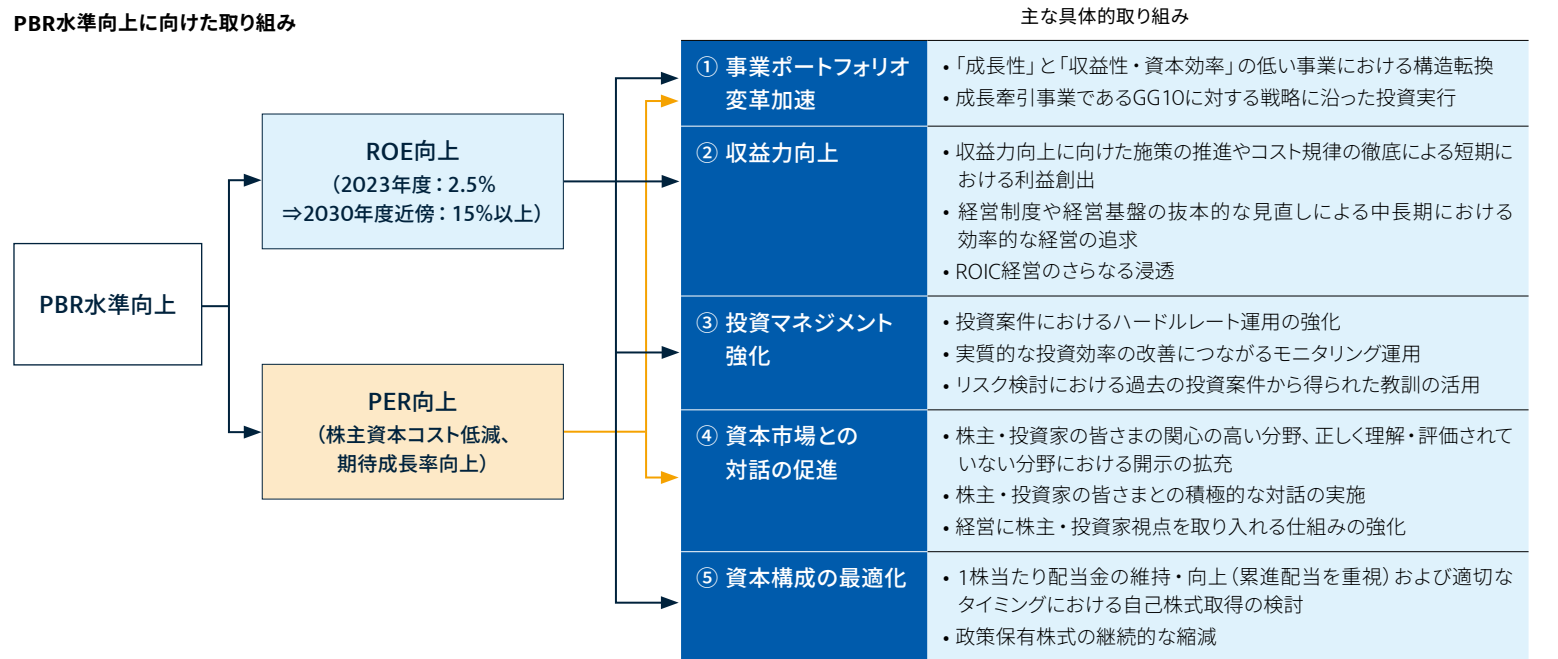 PBR水準向上に向けた取り組み
主な具体的取り組み
PBR水準向上
ROE向上
（2023年度：2.5%
⇒2030年度近傍：15%以上）
PER向上
（株主資本コスト低減、
期待成長率向上）
① 事業ポートフォリオ
変革加速
• 「成長性」と「収益性・資本効率」の低い事業における構造転換
• 成長牽引事業であるGG10に対する戦略に沿った投資実行
② 収益力向上
• 収益力向上に向けた施策の推進やコスト規律の徹底による短期に
おける利益創出
• 経営制度や経営基盤の抜本的な見直しによる中長期における
効率的な経営の追求
• ROIC経営のさらなる浸透
③ 投資マネジメント
強化
• 投資案件におけるハードルレート運用の強化
• 実質的な投資効率の改善につながるモニタリング運用
• リスク検討における過去の投資案件から得られた教訓の活用
④ 資本市場との
対話の促進
• 株主・投資家の皆さまの関心の高い分野、正しく理解・評価されて
いない分野における開示の拡充
• 株主・投資家の皆さまとの積極的な対話の実施
• 経営に株主・投資家視点を取り入れる仕組みの強化
⑤ 資本構成の最適化
• 1株当たり配当金の維持・向上（累進配当を重視）および適切な
タイミングにおける自己株式取得の検討
• 政策保有株式の継続的な縮減